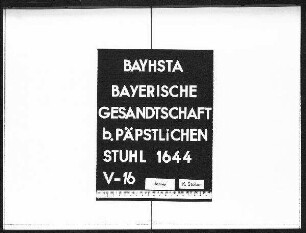 BAYHSTA
BAYERISCHE
GESANDTSCHAFT
b. PÄPSTLiCHEN
STUHL 1644
V-16